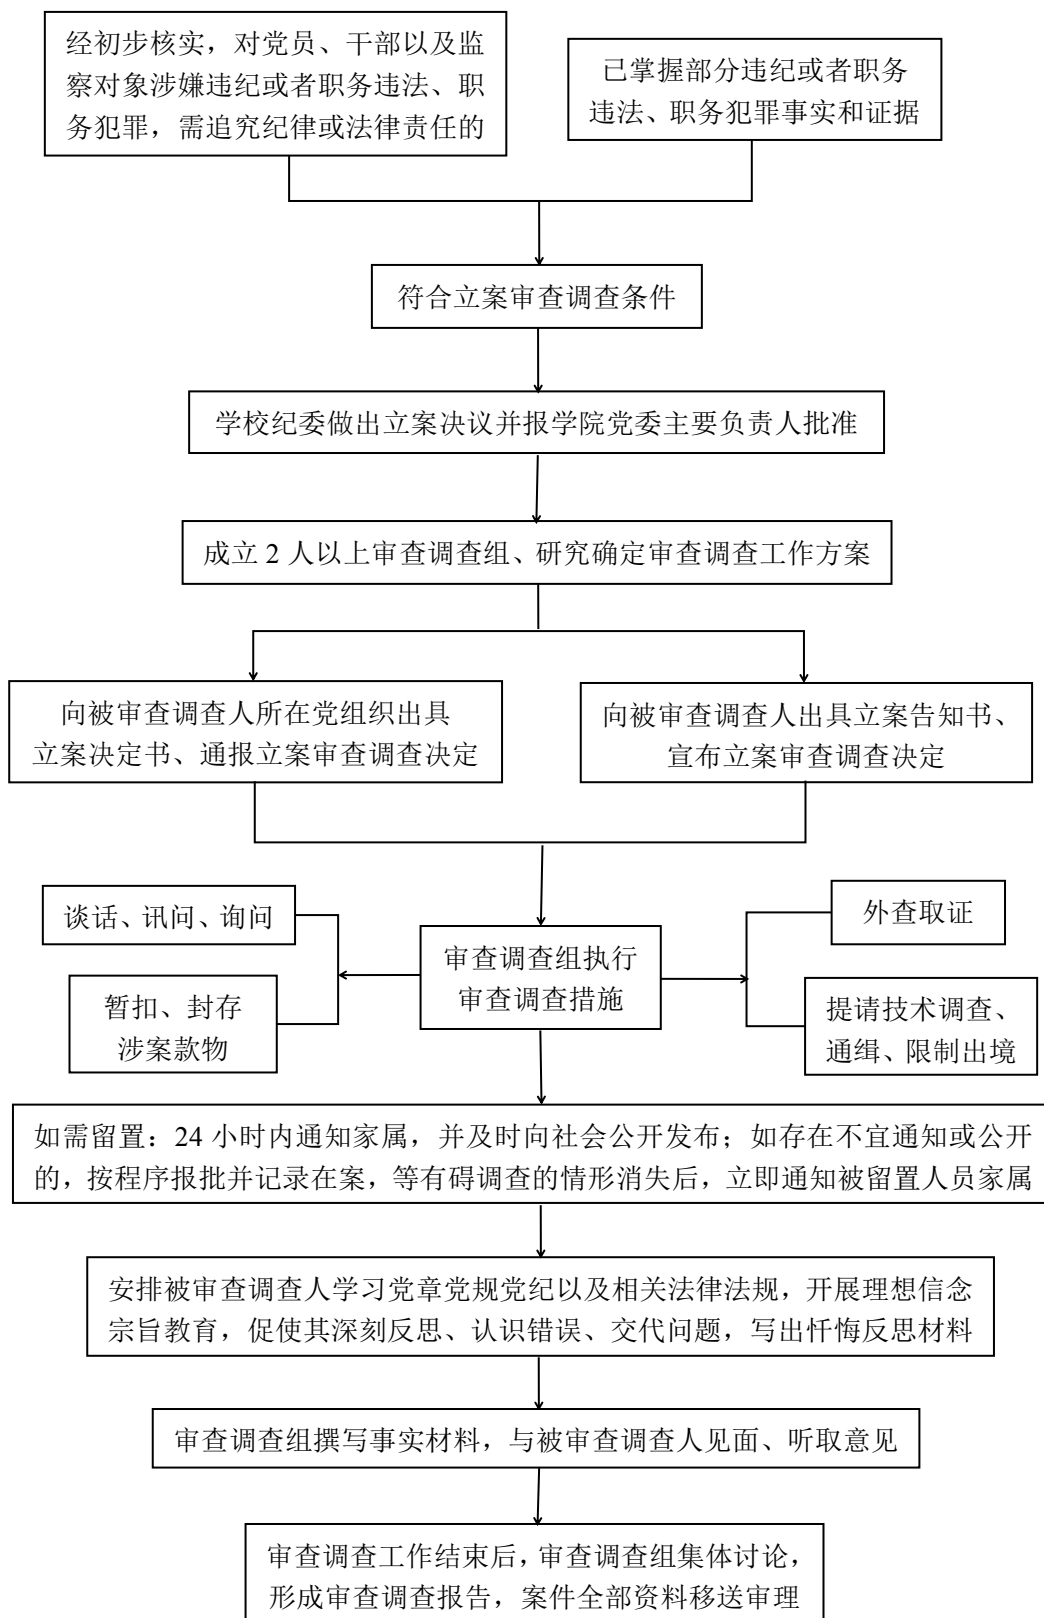 经初步核实，对党员、干部以及监
察对象涉嫌违纪或者职务违法、职
务犯罪，需追究纪律或法律责任的
已掌握部分违纪或者职务
违法、职务犯罪事实和证据
符合立案审查调查条件
学校纪委做出立案决议并报学院党委主要负责人批准
成立 2 人以上审查调查组、研究确定审查调查工作方案
向被审查调查人所在党组织出具
立案决定书、通报立案审查调查决定
向被审查调查人出具立案告知书、
宣布立案审查调查决定
谈话、讯问、询问
暂扣、封存
涉案款物
审查调查组执行
审查调查措施
外查取证
提请技术调查、
通缉、限制出境
如需留置：24 小时内通知家属，并及时向社会公开发布；如存在不宜通知或公开
的，按程序报批并记录在案，等有碍调查的情形消失后，立即通知被留置人员家属
安排被审查调查人学习党章党规党纪以及相关法律法规，开展理想信念
宗旨教育，促使其深刻反思、认识错误、交代问题，写出忏悔反思材料
审查调查组撰写事实材料，与被审查调查人见面、听取意见
审查调查工作结束后，审查调查组集体讨论，
形成审查调查报告，案件全部资料移送审理